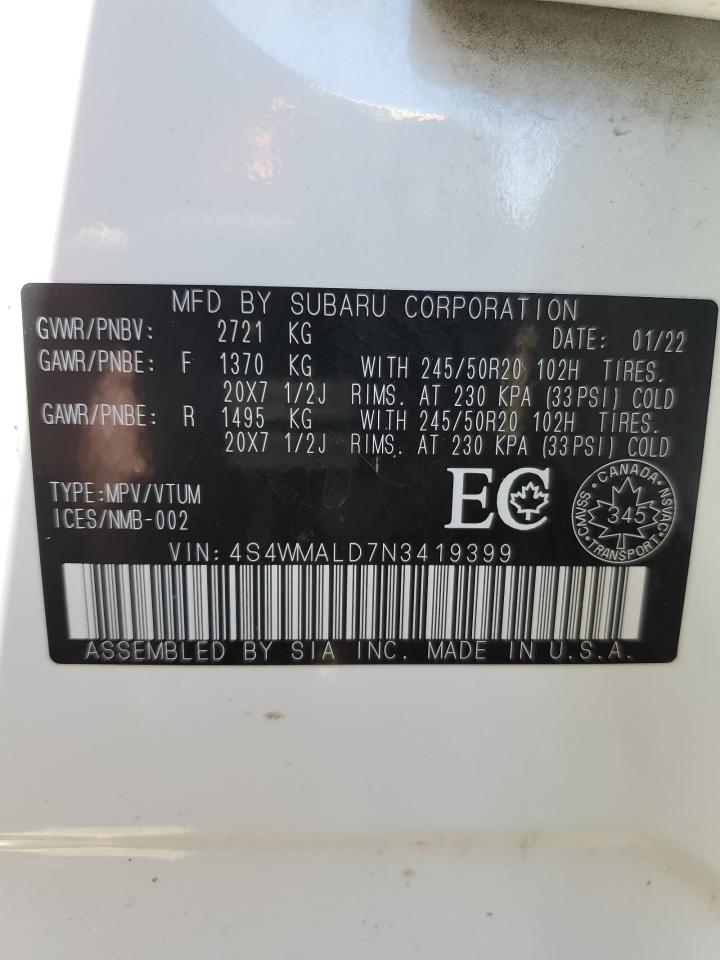 MFD BY SUBARU CORPORATION
GVWR/PNBV: 2721 KG DATE: 01/22
GAWR/PNBE: F 1370 KG WITH 245/50R20 102H TIRES.
20X7 1/2J RIMS. AT 230 KPA (33PSI) COLD
GAWR/PNBE: R 1495 KG WITH 245/50R20 102H TIRES.
20X7 1/2J RIMS. AT 230 KPA (33PSI) COLD
TYPE:MPV/VTUM
ICES/NMB-002
EC
CANADA
CMVSS 345 NSVAC
TRANSPORT
VIN:4S4WMALD7N3419399
ASSEMBLED BY SIA INC. MADE IN U.S.A.